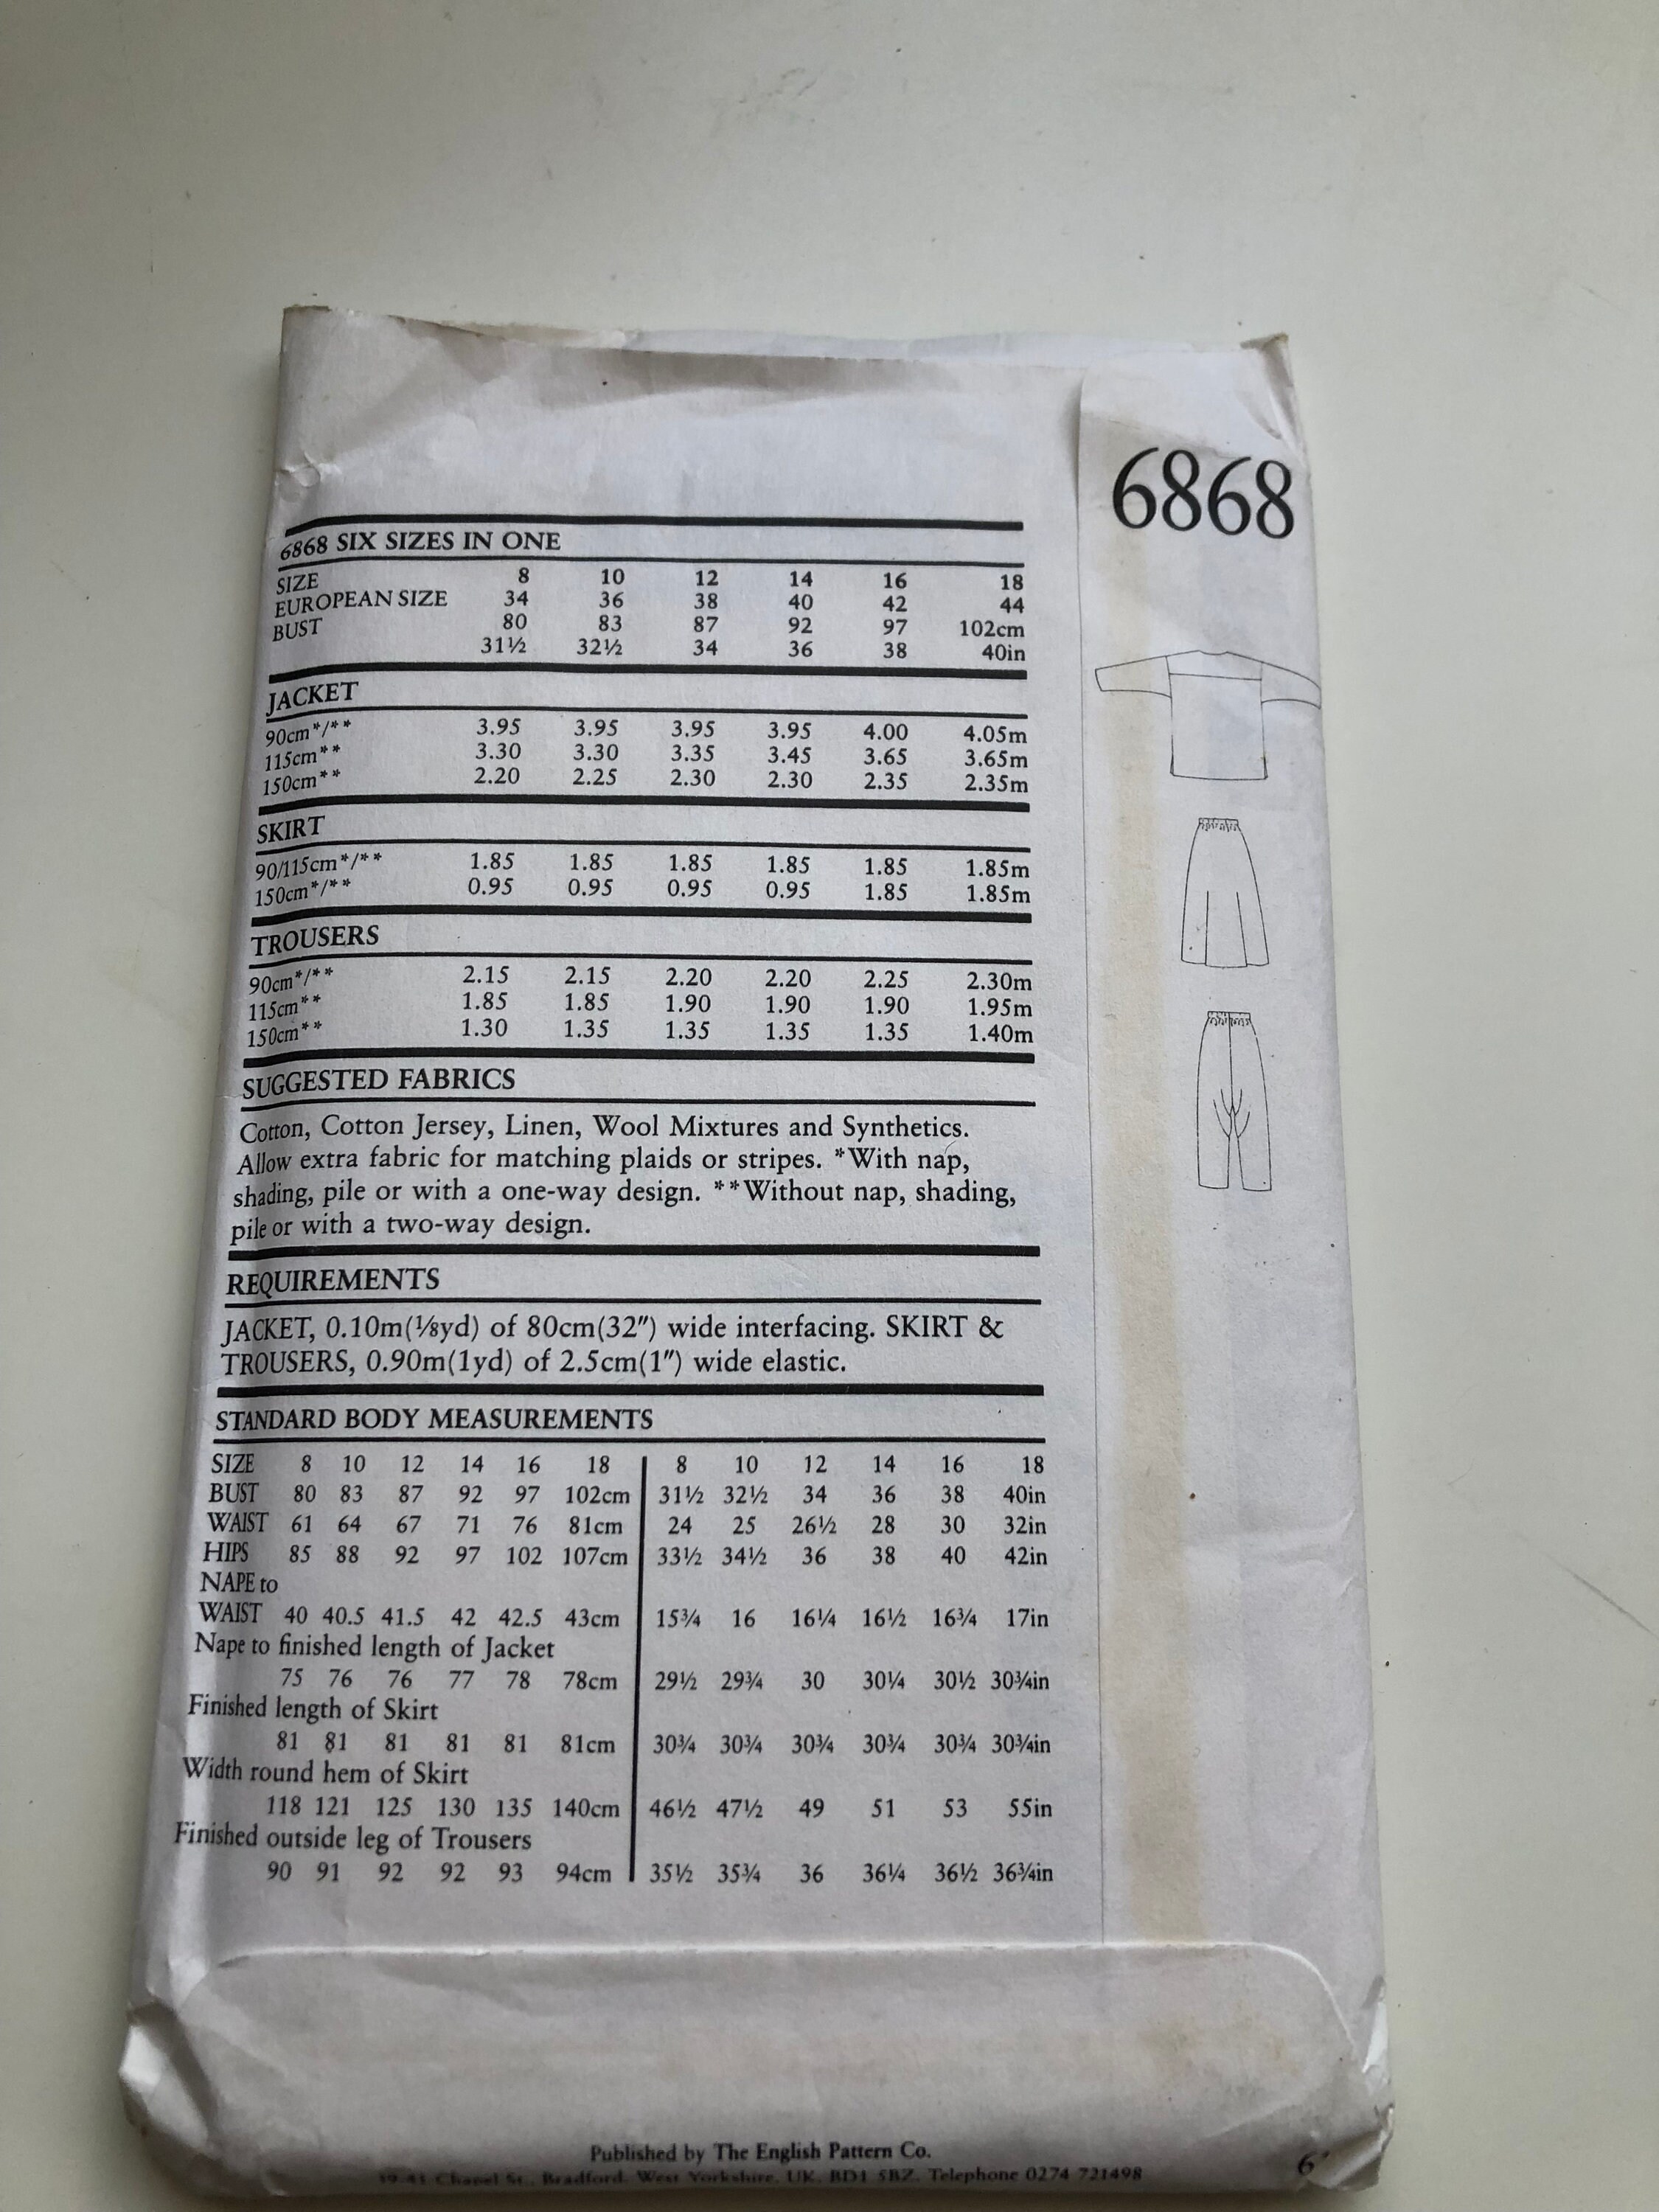 6868
6868 SIX SIZES IN ONE
SIZE 8 10 12 14 16 18
EUROPEAN SIZE 34 36 38 40 42 44
BUST 80 83 87 92 97 102cm
31½ 32½ 34 36 38 40in
JACKET
90cm*/** 3.95 3.95 3.95 3.95 4.00 4.05m
115cm** 3.30 3.30 3.35 3.45 3.65 3.65m
150cm** 2.20 2.25 2.30 2.30 2.35 2.35m
SKIRT
90/115cm*/** 1.85 1.85 1.85 1.85 1.85 1.85m
150cm*/** 0.95 0.95 0.95 0.95 1.85 1.85m
TROUSERS
90cm*/** 2.15 2.15 2.20 2.20 2.25 2.30m
115cm** 1.85 1.85 1.90 1.90 1.90 1.95m
150cm** 1.30 1.35 1.35 1.35 1.35 1.40m
SUGGESTED FABRICS
Cotton, Cotton Jersey, Linen, Wool Mixtures and Synthetics.
Allow extra fabric for matching plaids or stripes. *With nap,
shading, pile or with a one-way design. **Without nap, shading,
pile or with a two-way design.
REQUIREMENTS
JACKET, 0.10m(⅛yd) of 80cm(32″) wide interfacing. SKIRT &
TROUSERS, 0.90m(1yd) of 2.5cm(1″) wide elastic.
STANDARD BODY MEASUREMENTS
SIZE 8 10 12 14 16 18 8 10 12 14 16 18
BUST 80 83 87 92 97 102cm 31½ 32½ 34 36 38 40in
WAIST 61 64 67 71 76 81cm 24 25 26½ 28 30 32in
HIPS 85 88 92 97 102 107cm 33½ 34½ 36 38 40 42in
NAPE to
WAIST 40 40.5 41.5 42 42.5 43cm 15¾ 16 16¼ 16½ 16¾ 17in
Nape to finished length of Jacket
75 76 76 77 78 78cm 29½ 29¾ 30 30¼ 30½ 30¾in
Finished length of Skirt
81 81 81 81 81 81cm 30¾ 30¾ 30¾ 30¾ 30¾ 30¾in
Width round hem of Skirt
118 121 125 130 135 140cm 46½ 47½ 49 51 53 55in
Finished outside leg of Trousers
90 91 92 92 93 94cm 35½ 35¾ 36 36¼ 36½ 36¾in
Published by The English Pattern Co.
Chapel St., Bradford, West Yorkshire, UK. BD1 5BZ. Telephone 0274 721498